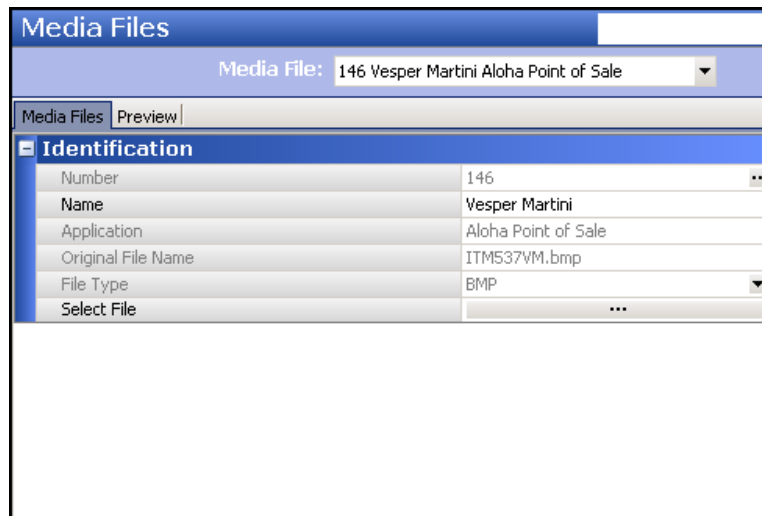 Media Files
Media File: 146 Vesper Martini Aloha Point of Sale
Media Files Preview
Identification
Number 146
Name Vesper Martini
Application Aloha Point of Sale
Original File Name ITM537VM.bmp
File Type BMP
Select File ...